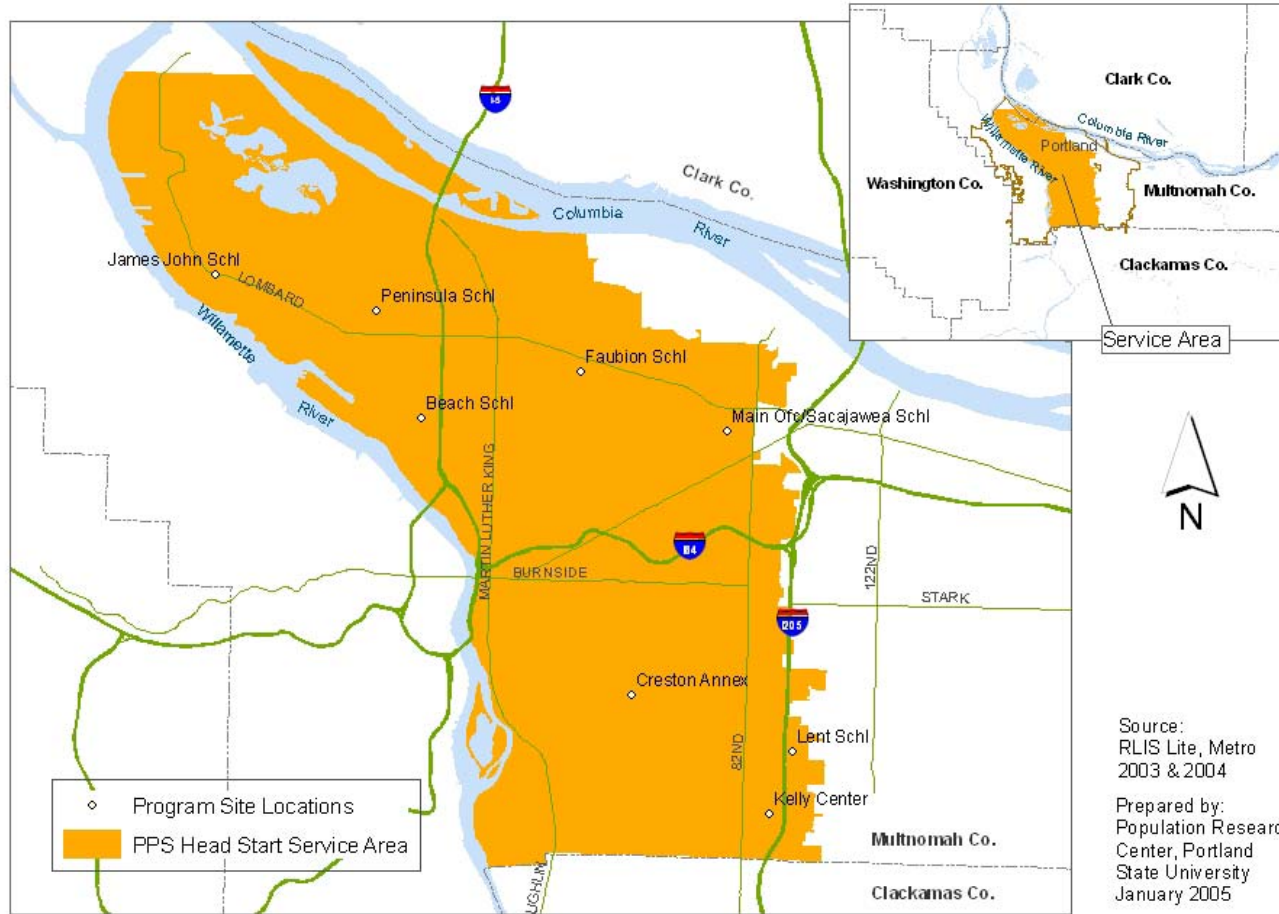 Clark Co.
Columbia River
Portland
Willamette River
Washington Co.
Multnomah Co.
Clackamas Co.
Service Area
I-5
Clark Co.
Columbia
River
James John Schl
LOMBARD
Peninsula Schl
Willamette
River
Faubion Schl
Beach Schl
Main Ofc/Sacajawea Schl
MARTIN LUTHER KING
N
I84
BURNSIDE
122ND
STARK
I205
Creston Annex
82ND
Lent Schl
Kelly Center
Program Site Locations
PPS Head Start Service Area
UGHLIN
Multnomah Co.
Clackamas Co.
Source:
RLIS Lite, Metro
2003 & 2004
Prepared by:
Population Researc
Center, Portland
State University
January 2005